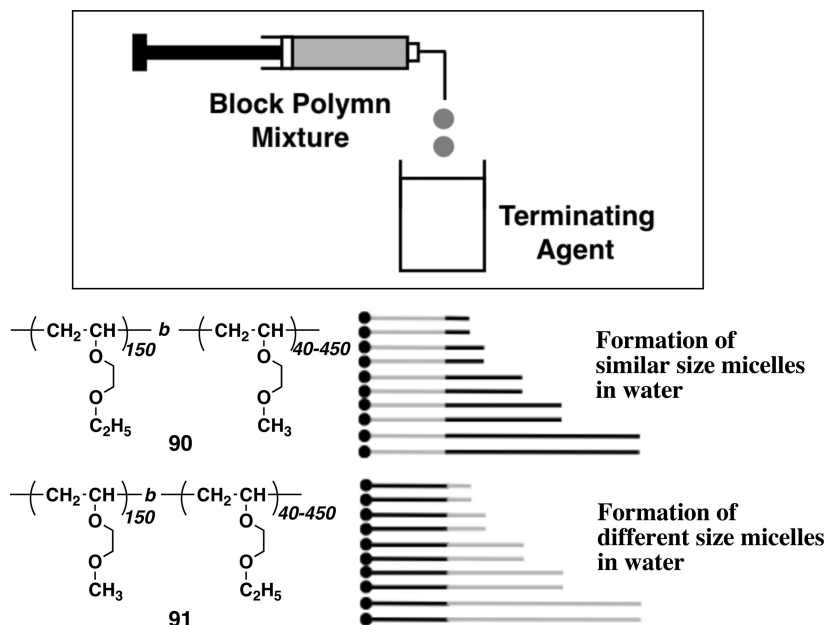 Block Polymn
Mixture
Terminating
Agent
( CH2 CH )150 b ( CH2 CH )40-450
O O
O O
C2H5 CH3
90
Formation of
similar size micelles
in water
( CH2 CH )150 b ( CH2 CH )40-450
O O
O O
CH3 C2H5
91
Formation of
different size micelles
in water